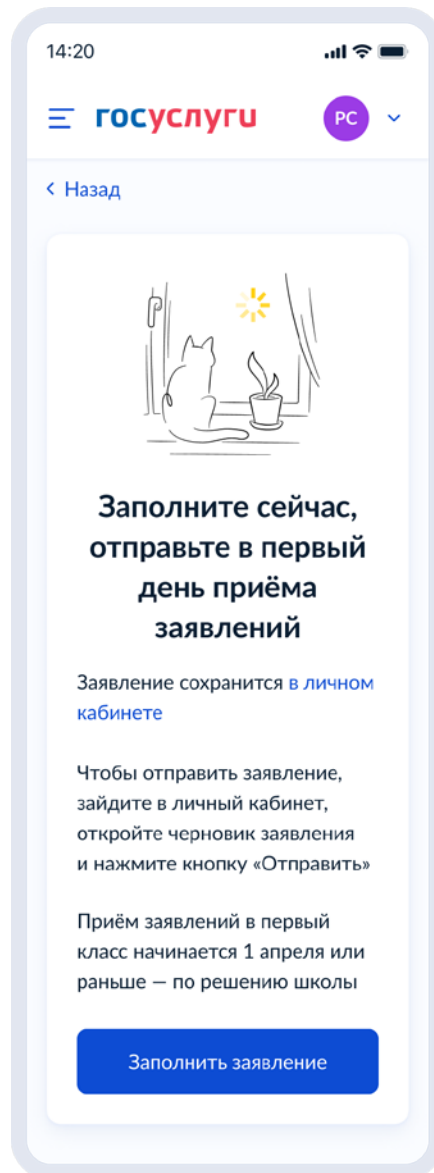 14:20
госуслуги
РС
Назад
Заполните сейчас,
отправьте в первый
день приёма
заявлений
Заявление сохранится в личном
кабинете
Чтобы отправить заявление,
зайдите в личный кабинет,
откройте черновик заявления
и нажмите кнопку «Отправить»
Приём заявлений в первый
класс начинается 1 апреля или
раньше — по решению школы
Заполнить заявление